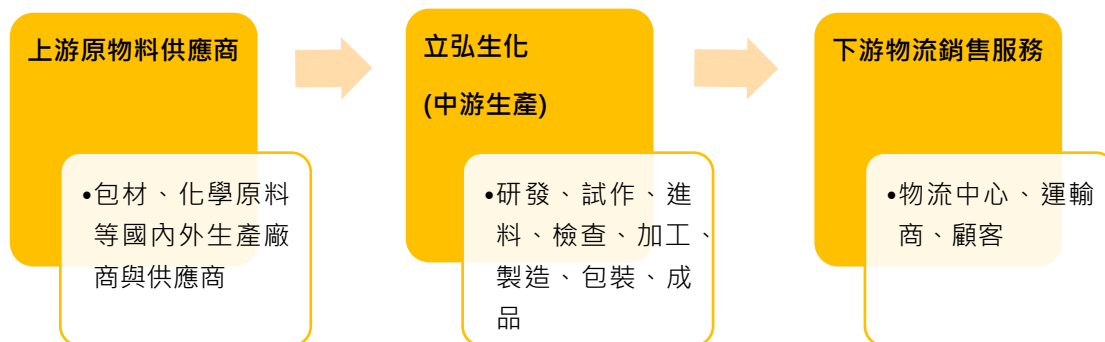 上游原物料供應商
•包材、化學原料
等國內外生產廠
商與供應商
立弘生化
(中游生產)
•研發、試作、進
料、檢查、加工、
製造、包裝、成
品
下游物流銷售服務
•物流中心、運輸
商、顧客